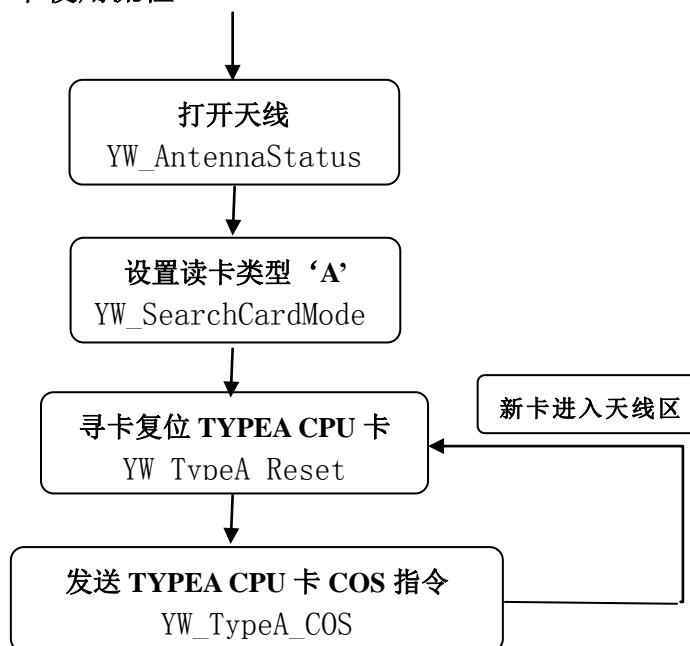 打开天线
YW_AntennaStatus
设置读卡类型‘A’
YW_SearchCardMode
寻卡复位 TYPEA CPU 卡
YW_TypeA_Reset
新卡进入天线区
发送 TYPEA CPU 卡 COS 指令
YW_TypeA_COS